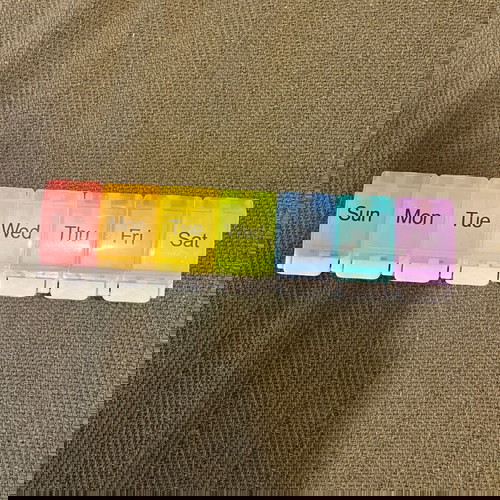 Sun Mon Tue Wed Thu Fri Sat